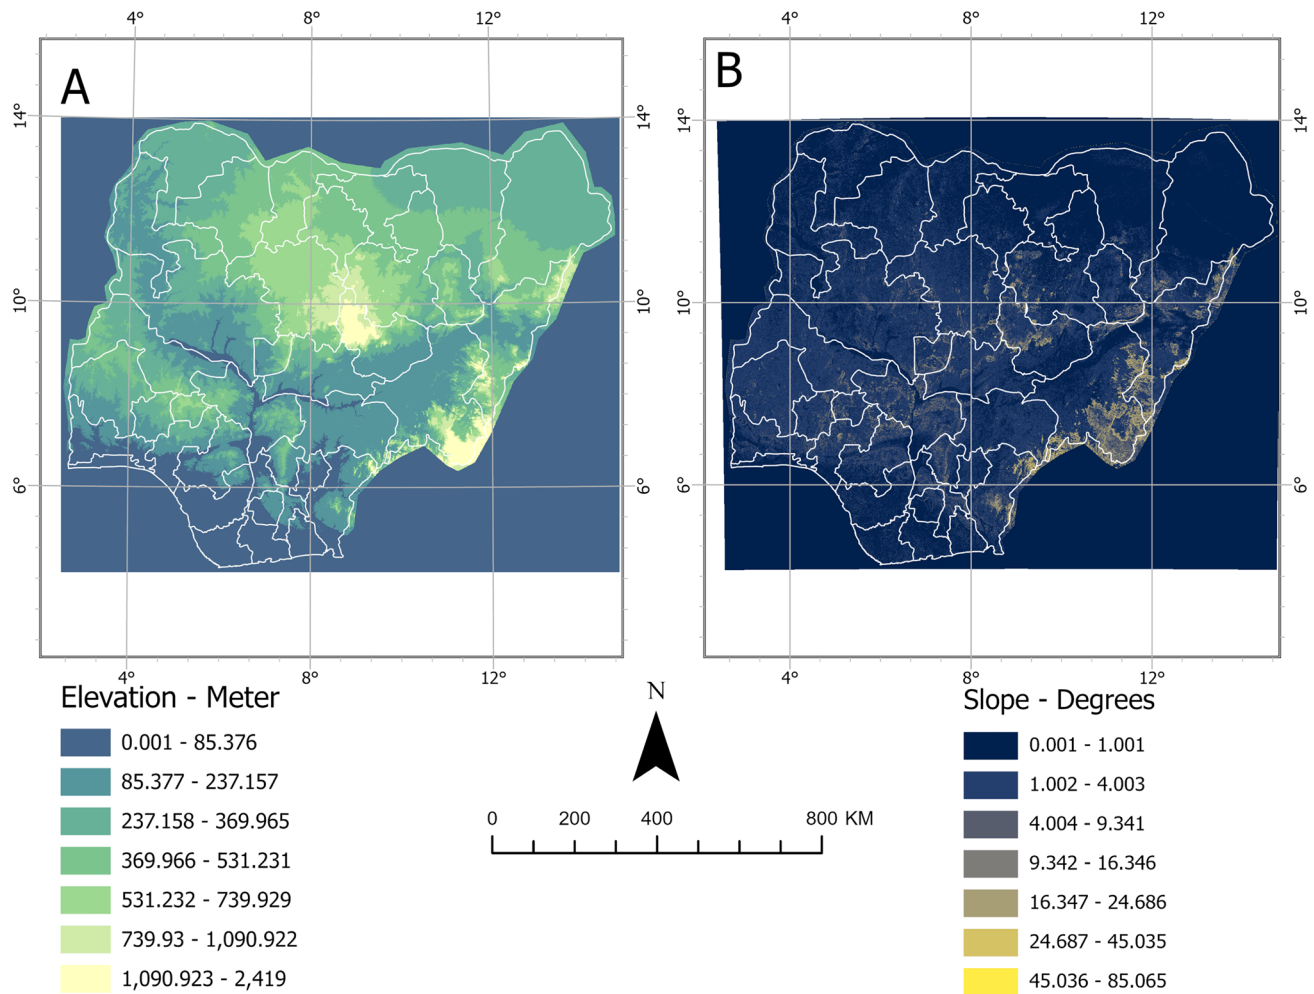 4° 8° 12° 4° 8° 12°
A B
14° 14° 14° 14°
10° 10° 10° 10°
6° 6° 6° 6°
4° 8° 12° 4° 8° 12°
Elevation - Meter
0.001 - 85.376
85.377 - 237.157
237.158 - 369.965
369.966 - 531.231
531.232 - 739.929
739.93 - 1,090.922
1,090.923 - 2,419
N
0 200 400 800 KM
Slope - Degrees
0.001 - 1.001
1.002 - 4.003
4.004 - 9.341
9.342 - 16.346
16.347 - 24.686
24.687 - 45.035
45.036 - 85.065